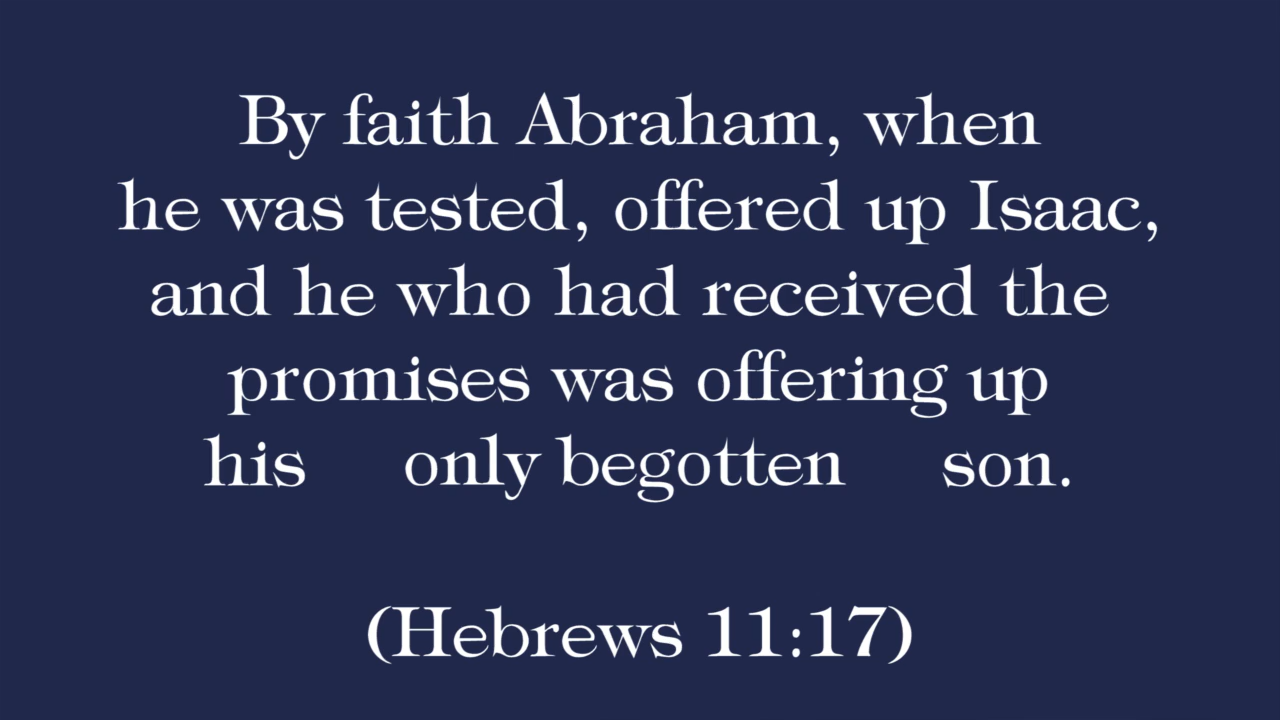 By faith Abraham, when
he was tested, offered up Isaac,
and he who had received the
promises was offering up
his only begotten son.
(Hebrews 11:17)